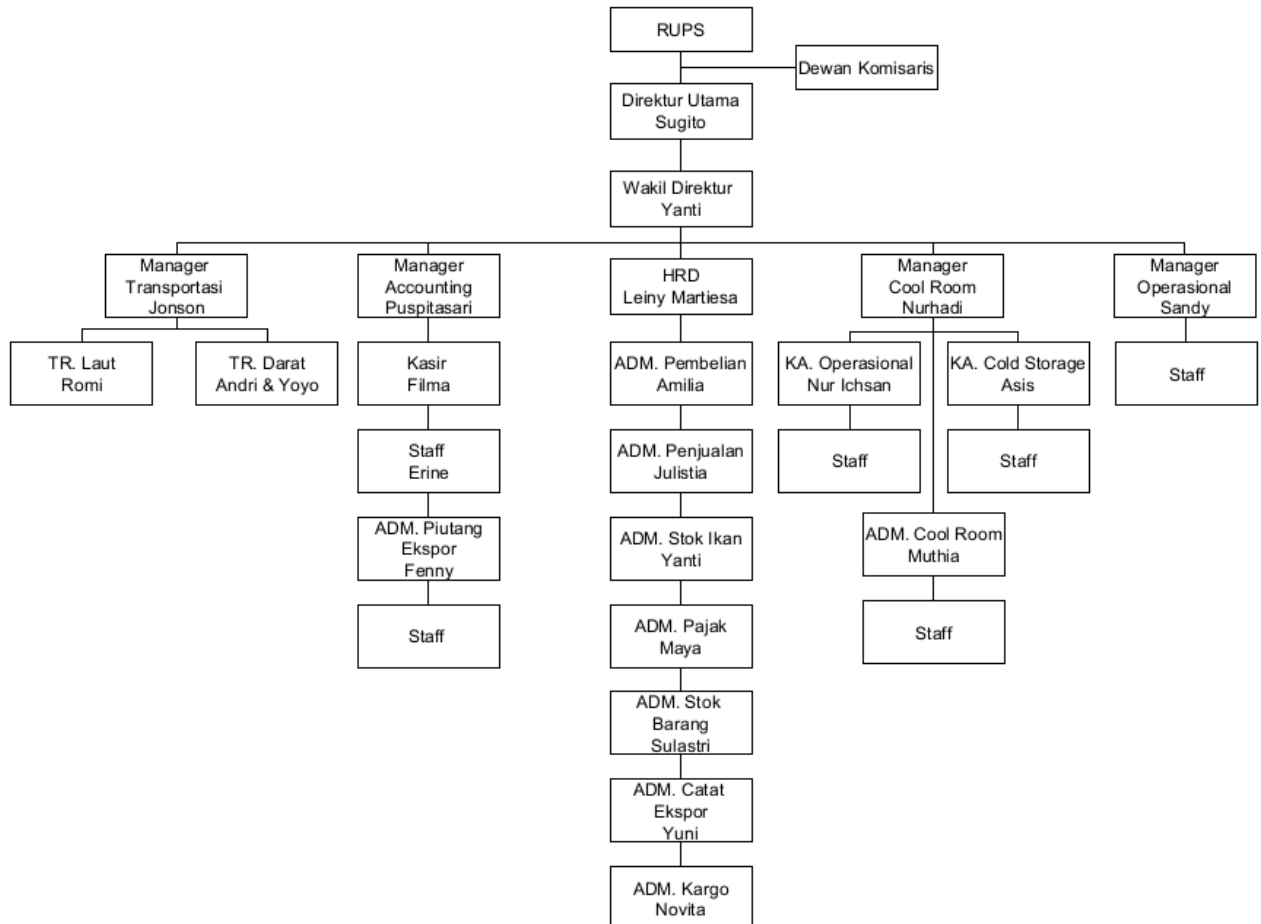 RUPS
Dewan Komisaris
Direktur Utama
Sugito
Wakil Direktur
Yanti
Manager
Transportasi
Jonson
Manager
Accounting
Puspitasari
HRD
Leiny Martiesa
Manager
Cool Room
Nurhadi
Manager
Operasional
Sandy
TR. Laut
Romi
TR. Darat
Andri & Yoyo
Kasir
Filma
ADM. Pembelian
Amilia
KA. Operasional
Nur Ichsan
KA. Cold Storage
Asis
Staff
Staff
Erine
ADM. Penjualan
Julistia
Staff
Staff
ADM. Piutang
Ekspor
Fenny
ADM. Stok Ikan
Yanti
ADM. Cool Room
Muthia
Staff
ADM. Pajak
Maya
Staff
ADM. Stok
Barang
Sulastri
ADM. Catat
Ekspor
Yuni
ADM. Kargo
Novita